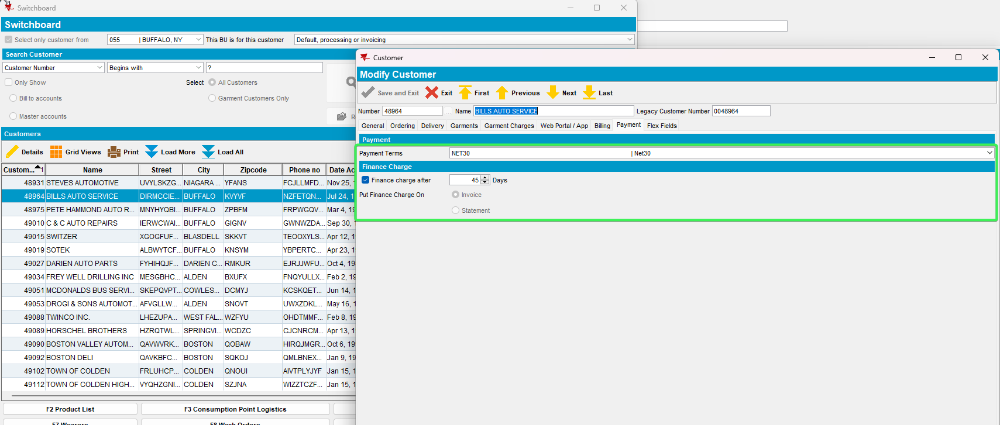 Switchboard
Switchboard
Select only customer from 055 | BUFFALO, NY This BU is for this customer Default, processing or invoicing
Search Customer
Customer Number Begins with ?
Only Show Select All Customers
Bill to accounts Garment Customers Only
Master accounts R
Customers
Details Grid Views Print Load More Load All
Custom... 1 Name Street City Zipcode Phone no Date Ac
48931 STEVES AUTOMOTIVE UVYLSKZG... NIAGARA ... YFANS FCJLLMFD... Nov 25, 1
48964 BILLS AUTO SERVICE DIRMCCIE... BUFFALO KVYVF NZFETQN... Jul 24, 1
48975 PETE HAMMOND AUTO R... MNYHYQBI... BUFFALO ZPBFM FRPWGQV... Mar 4, 19
49010 C & C AUTO REPAIRS IERWCWAI... BUFFALO GIGNV GWNWZDA... Sep 30, 1
49015 SWITZER XGOGFUF... BLASDELL SKKVT TEOOXYLS... Apr 12, 1
49019 SOTEK ALBWYTCF... BUFFALO KNSYM YBPERTC... Apr 23, 1
49027 DARIEN AUTO PARTS FYHIHQJF... DARIEN C... RMKUR EJRJJWFU... Oct 4, 19
49034 FREY WELL DRILLING INC MESGBHC... ALDEN BXUFX FNQYULLX... Feb 2, 19
49051 MCDONALDS BUS SERVI... SKEPQVPT... COWLES... DCMYJ KCSKQET... Jun 14, 1
49053 DROGI & SONS AUTOMOT... AFVGLLW... ALDEN SNOVT UWXZDKL... May 16, 1
49088 TWINCO INC. LHEZUPA... WEST FAL... WZFYU OHDTMMF... Feb 8, 19
49089 HORSCHEL BROTHERS HZRQTWL... SPRINGVI... WCDZC CJCNRCM... Apr 13, 1
49090 BOSTON VALLEY AUTOM... QAVWVRK... BOSTON QOBAW HIRQJMGR... Oct 6, 19
49092 BOSTON DELI QAVKBFC... BOSTON SQKOJ QMLBNEX... Jan 9, 19
49102 TOWN OF COLDEN FRLUHCP... COLDEN QNOUI AIVTPLYJYF Jan 15, 1
49112 TOWN OF COLDEN HIGH... VYQHZGNI... COLDEN SZJNA WIZZTCZF... Jan 15, 1
F2 Product List F3 Consumption Point Logistics
F7 Wearers F8 Work Orders
Customer
Modify Customer
Save and Exit Exit First Previous Next Last
Number 48964 ... Name BILLS AUTO SERVICE Legacy Customer Number 0048964
General Ordering Delivery Garments Garment Charges Web Portal / App Billing Payment Flex Fields
Payment
Payment Terms NET30 | Net30
Finance Charge
Finance charge after 45 Days
Put Finance Charge On Invoice
Statement